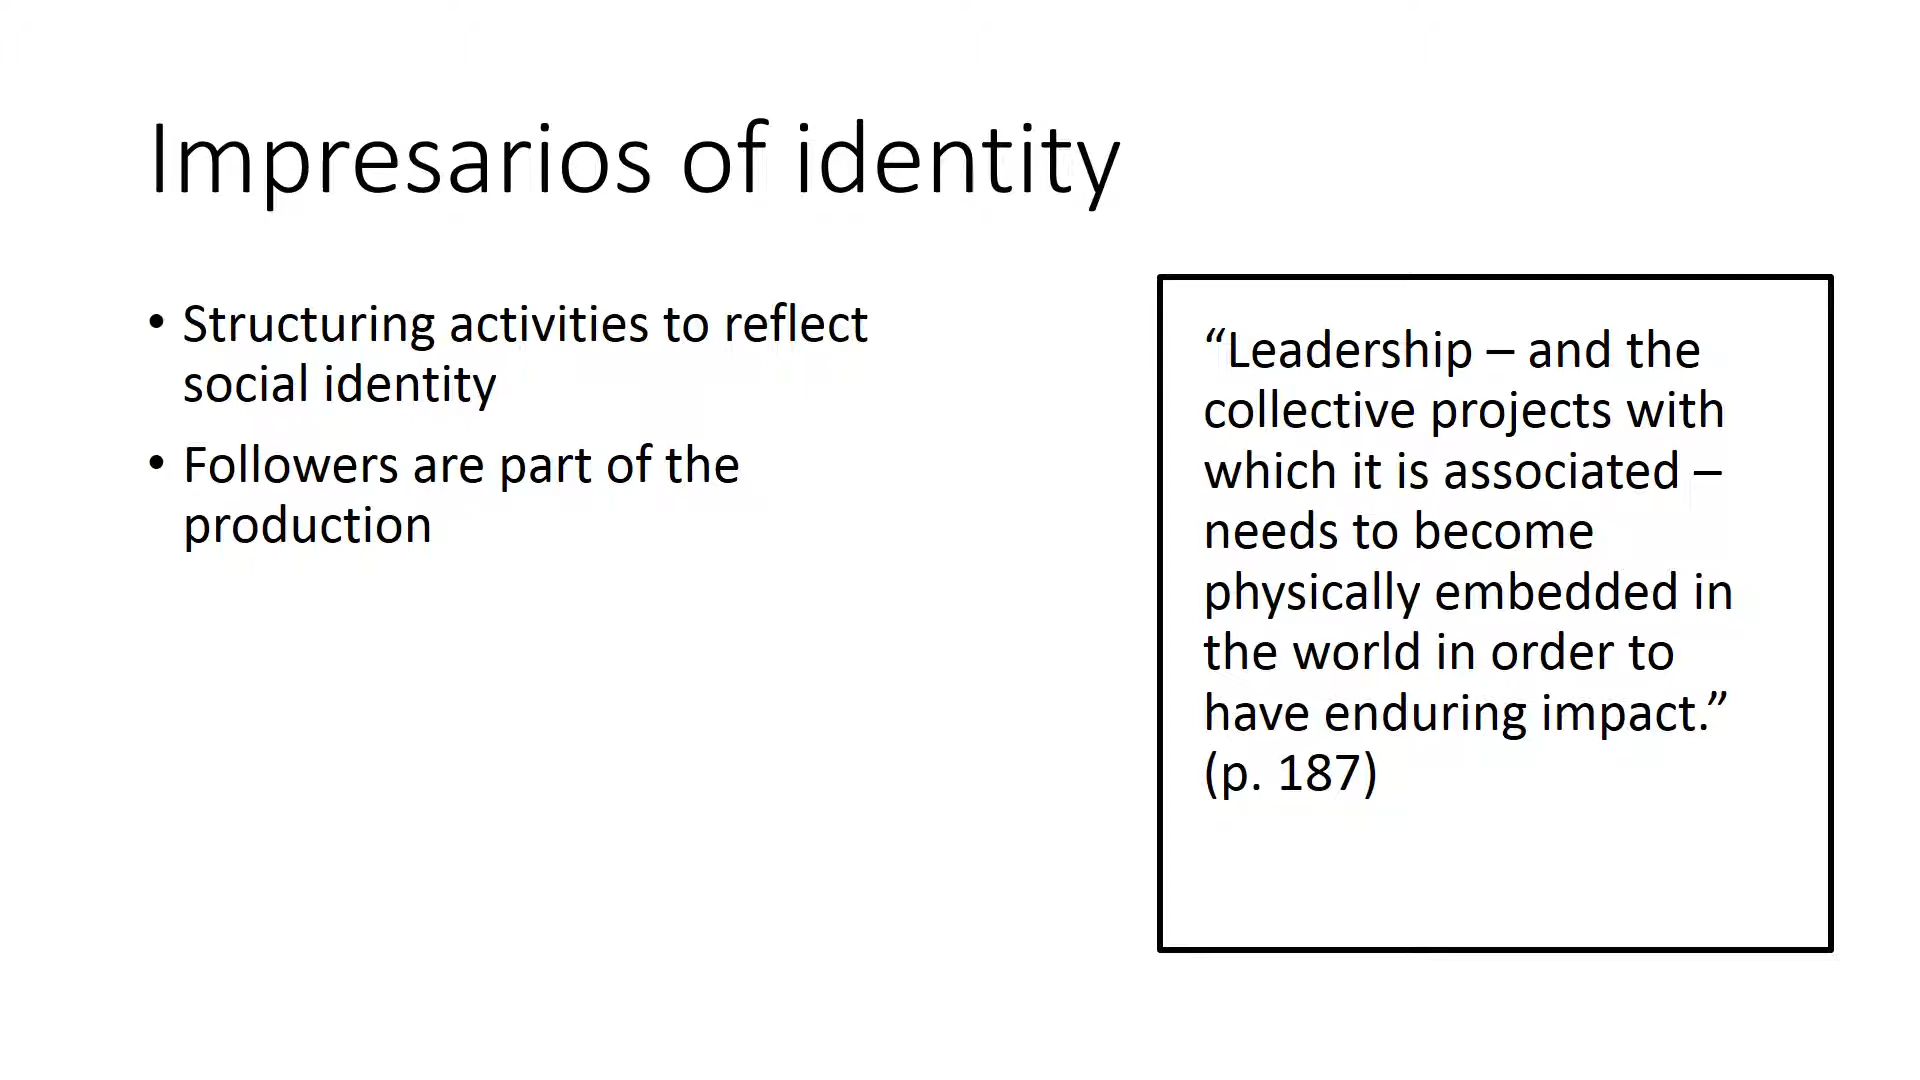 Impresarios of identity
• Structuring activities to reflect
social identity
• Followers are part of the
production
“Leadership – and the
collective projects with
which it is associated –
needs to become
physically embedded in
the world in order to
have enduring impact.”
(p. 187)